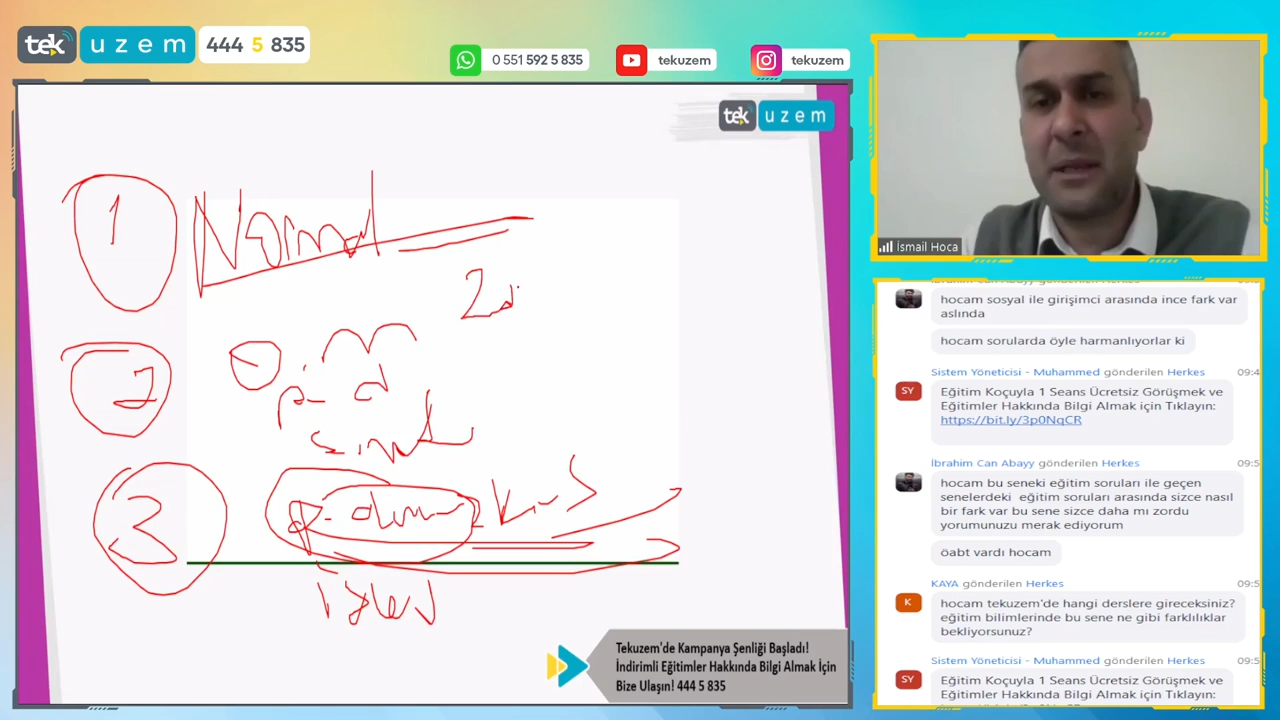 tek uzem 444 5 835
0 551 592 5 835
tekuzem
tekuzem
tek uzem
1 Normal
2
3
İsmail Hoca
hocam sosyal ile girişimci arasında ince fark var
aslında
hocam sorularda öyle harmanlıyorlar ki
Sistem Yöneticisi - Muhammed gönderilen Herkes
SY
Eğitim Koçuyla 1 Seans Ücretsiz Görüşmek ve
Eğitimler Hakkında Bilgi Almak için Tıklayın:
https://bit.ly/3p0NqCR
İbrahim Can Abayy gönderilen Herkes
hocam bu seneki eğitim soruları ile geçen
senelerdeki eğitim soruları arasında sizce nasıl
bir fark var bu sene sizce daha mı zordu
yorumunuzu merak ediyorum
öabt vardı hocam
KAYA gönderilen Herkes
K
hocam tekuzem'de hangi derslere gireceksiniz?
eğitim bilimlerinde bu sene ne gibi farklılıklar
bekliyorsunuz?
Sistem Yöneticisi - Muhammed gönderilen Herkes
SY
Eğitim Koçuyla 1 Seans Ücretsiz Görüşmek ve
Eğitimler Hakkında Bilgi Almak için Tıklayın:
Tekuzem'de Kampanya Şenliği Başladı!
İndirimli Eğitimler Hakkında Bilgi Almak İçin
Bize Ulaşın! 444 5 835